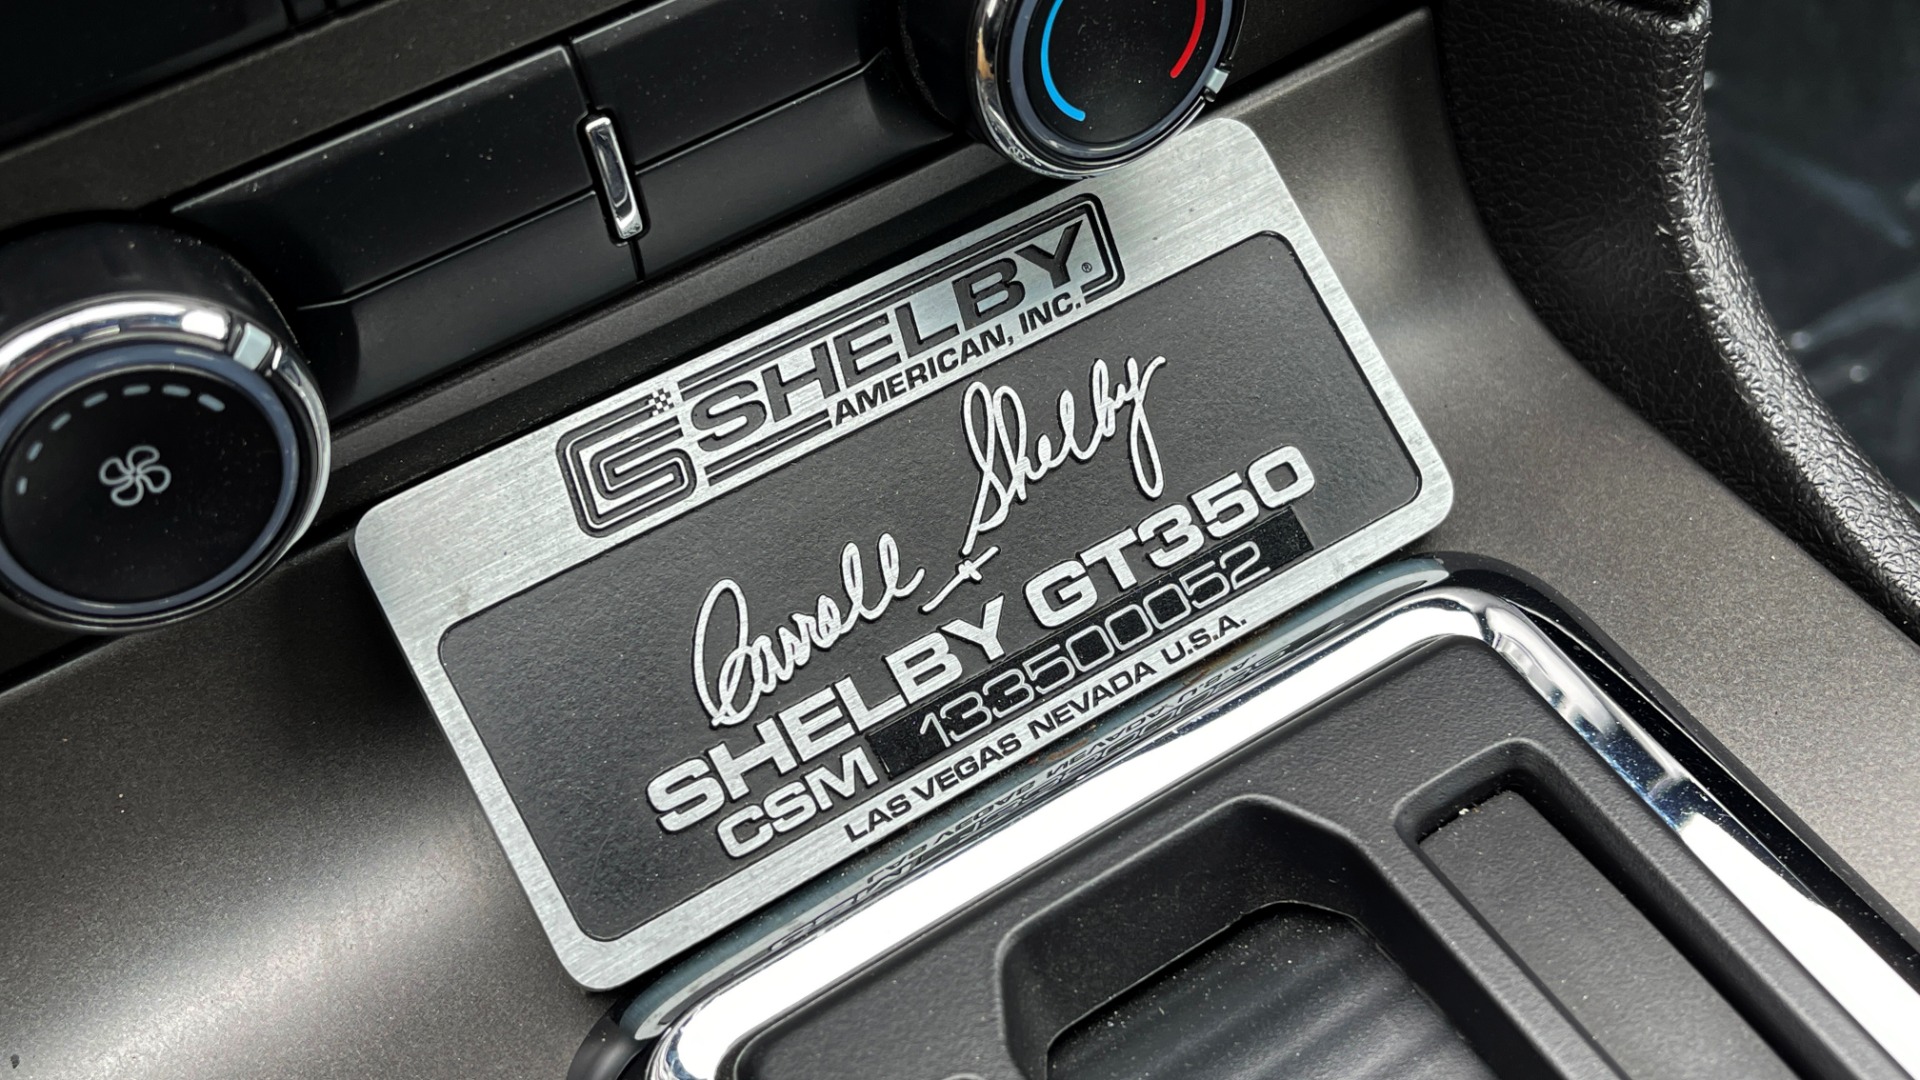 SHELBY®
AMERICAN, INC.
Carroll Shelby
SHELBY GT350
CSM 13350052
LAS VEGAS NEVADA U.S.A.